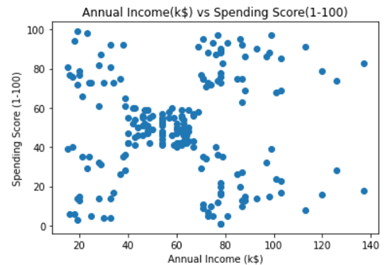 Annual Income(k$) vs Spending Score(1-100)
100
80
60
40
20
0
Spending Score (1-100)
20 40 60 80 100 120 140
Annual Income (k$)